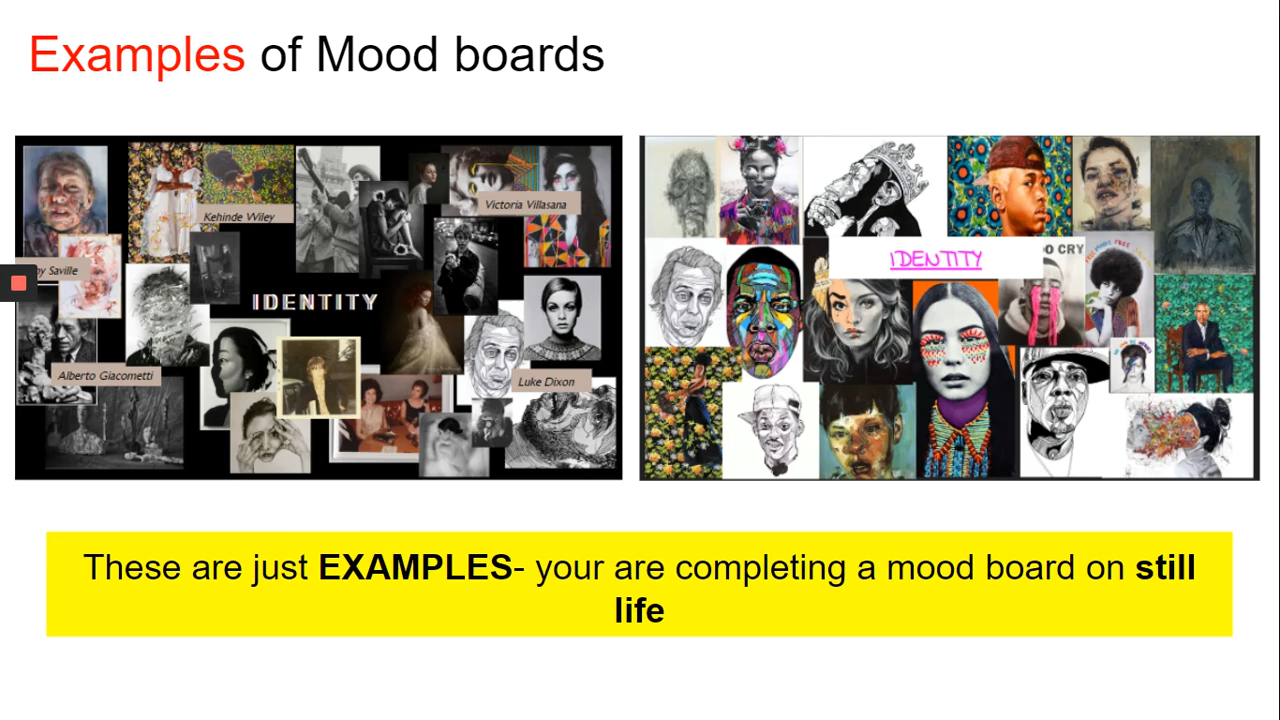 Examples of Mood boards
Kehinde Wiley
Victoria Villasana
ny Saville
IDENTITY
Alberto Giacometti
Luke Dixon
IDENTITY
O CRY
These are just EXAMPLES- your are completing a mood board on still
life